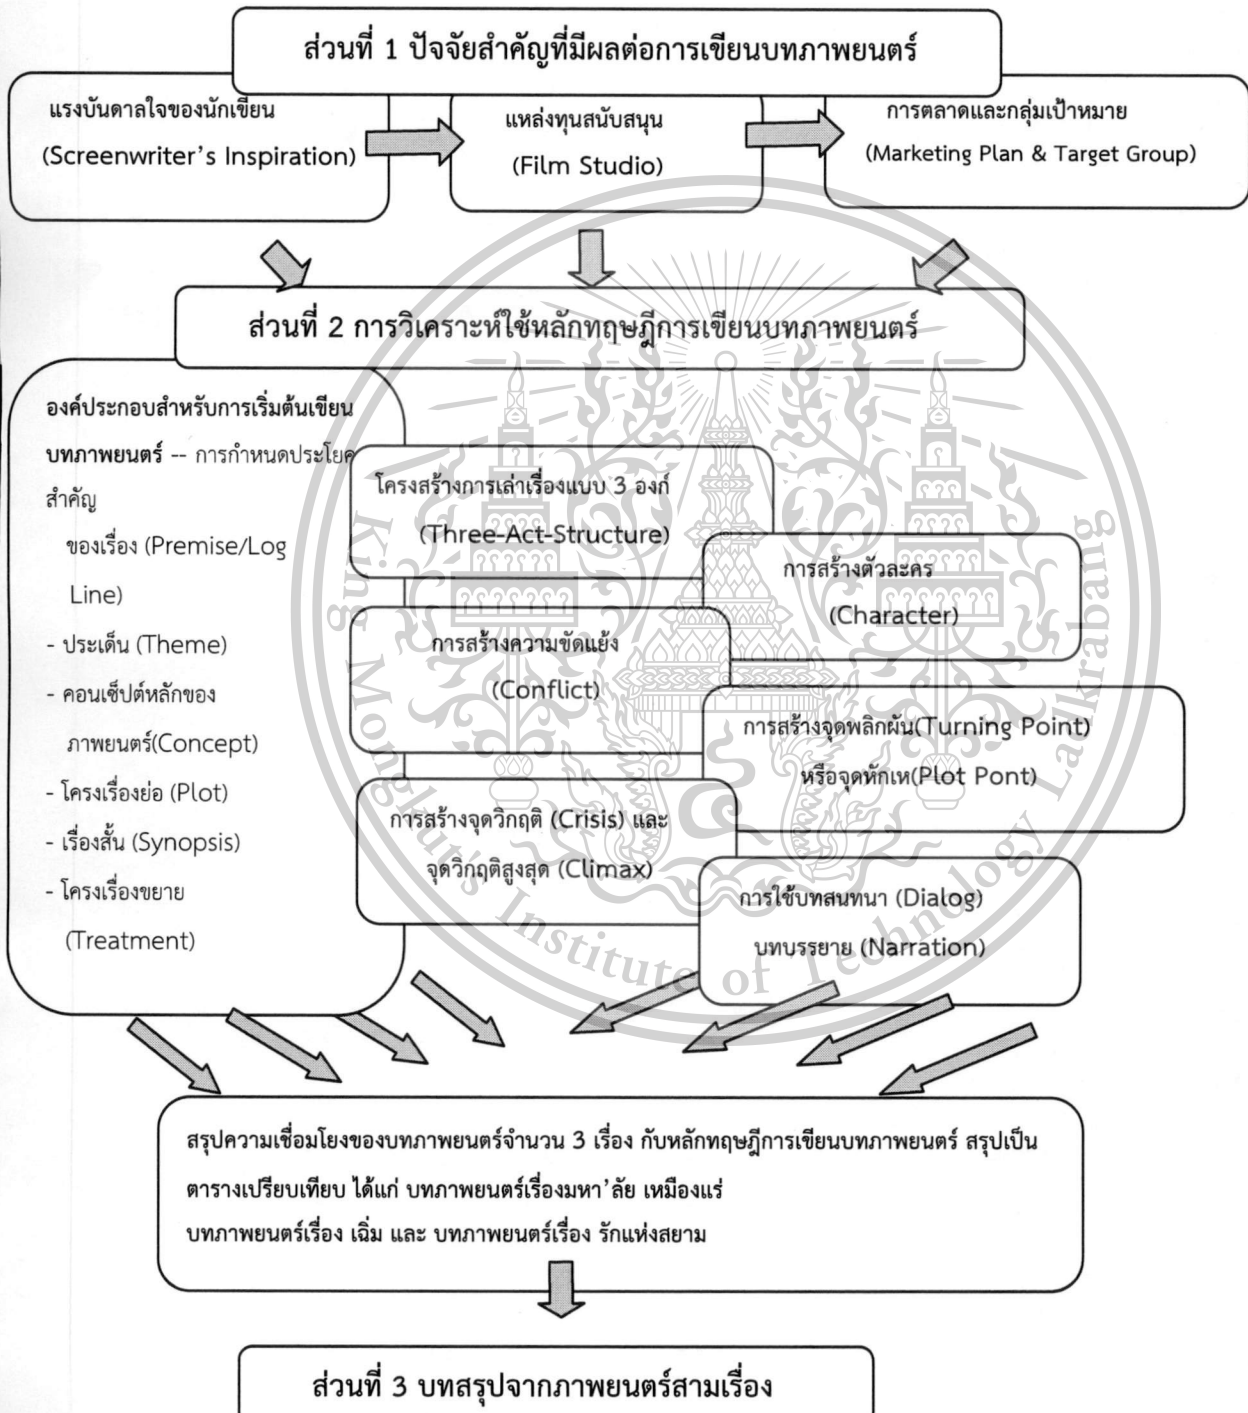 ส่วนที่ 1 ปัจจัยสำคัญที่มีผลต่อการเขียนบทภาพยนตร์
แรงบันดาลใจของนักเขียน
(Screenwriter's Inspiration)
แหล่งทุนสนับสนุน
(Film Studio)
การตลาดและกลุ่มเป้าหมาย
(Marketing Plan & Target Group)
ส่วนที่ 2 การวิเคราะห์ใช้หลักทฤษฎีการเขียนบทภาพยนตร์
องค์ประกอบสำหรับการเริ่มต้นเขียน
บทภาพยนตร์ -- การกำหนดประโยค
สำคัญ
ของเรื่อง (Premise/Log
Line)
- ประเด็น (Theme)
- คอนเซ็ปต์หลักของ
ภาพยนตร์(Concept)
- โครงเรื่องย่อ (Plot)
- เรื่องสั้น (Synopsis)
- โครงเรื่องขยาย
(Treatment)
โครงสร้างการเล่าเรื่องแบบ 3 องก์
(Three-Act-Structure)
การสร้างตัวละคร
(Character)
การสร้างความขัดแย้ง
(Conflict)
การสร้างจุดพลิกผัน(Turning Point)
หรือจุดหักเห(Plot Pont)
การสร้างจุดวิกฤติ (Crisis) และ
จุดวิกฤติสูงสุด (Climax)
การใช้บทสนทนา (Dialog)
บทบรรยาย (Narration)
King Mongkut's Institute of Technology Ladkrabang
สรุปความเชื่อมโยงของบทภาพยนตร์จำนวน 3 เรื่อง กับหลักทฤษฎีการเขียนบทภาพยนตร์ สรุปเป็น
ตารางเปรียบเทียบ ได้แก่ บทภาพยนตร์เรื่องมหา'ลัย เหมืองแร่
บทภาพยนตร์เรื่อง เฉิ่ม และ บทภาพยนตร์เรื่อง รักแห่งสยาม
ส่วนที่ 3 บทสรุปจากภาพยนตร์สามเรื่อง